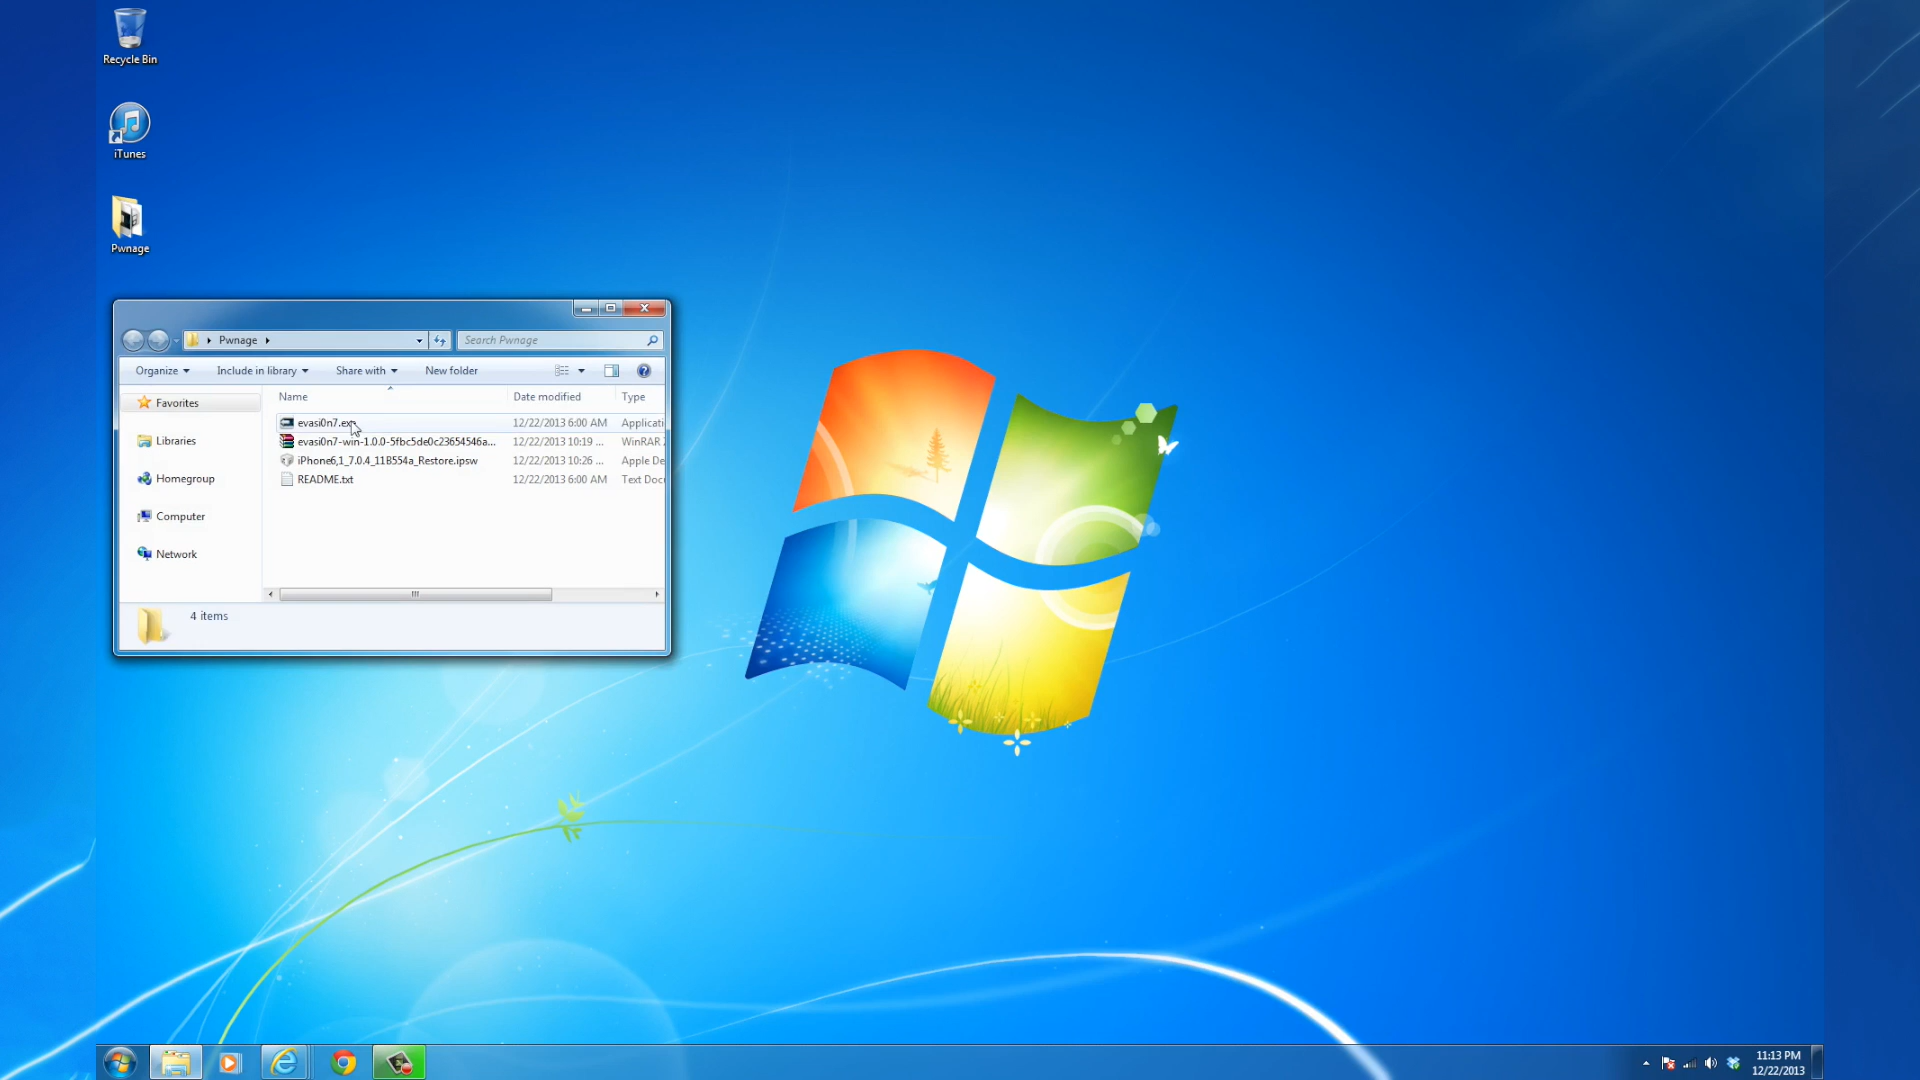 Recycle Bin
iTunes
Pwnage
Pwnage
Search Pwnage
Organize Include in library Share with New folder
Name Date modified Type
Favorites
Libraries
Homegroup
Computer
Network
evasi0n7.exe 12/22/2013 6:00 AM Applicati
evasi0n7-win-1.0.0-5fbc5de0c23654546a... 12/22/2013 10:19 ... WinRAR
iPhone6,1_7.0.4_11B554a_Restore.ipsw 12/22/2013 10:26 ... Apple De
README.txt 12/22/2013 6:00 AM Text Doc
4 items
11:13 PM
12/22/2013